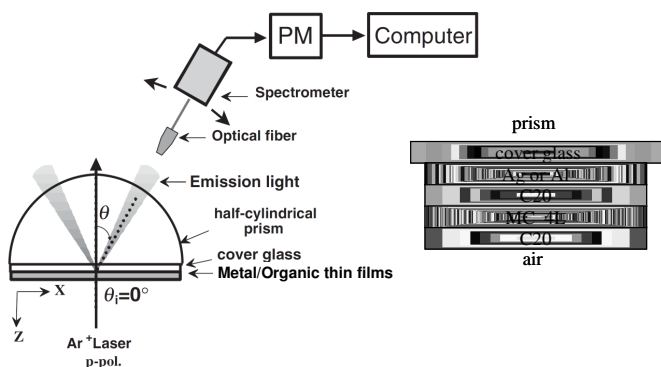 PM
Computer
Spectrometer
Optical fiber
Emission light
θ
half-cylindrical
prism
cover glass
Metal/Organic thin films
X
θi=0°
Z
Ar +Laser
p-pol.
prism
cover glass
Ag or Al
C20
MC 4L
C20
air